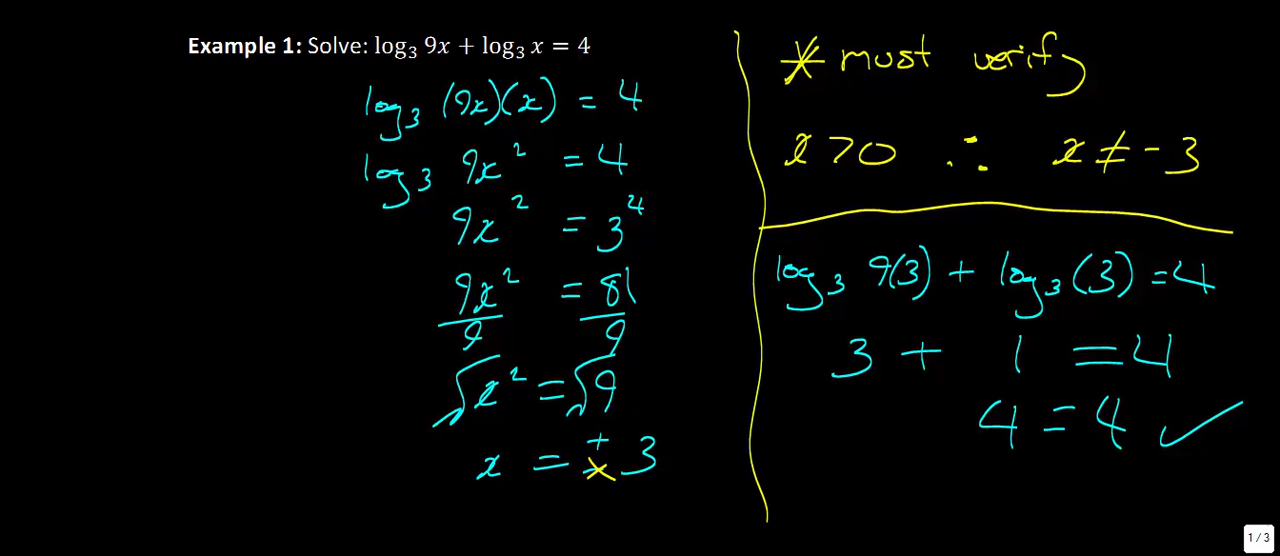 Example 1: Solve: log₃ 9x + log₃ x = 4
log₃ (9x)(x) = 4
log₃ 9x² = 4
9x² = 3⁴
9x² = 81
9 9
√x² = √9
x = ± 3
* must verify
x > 0 ∴ x ≠ -3
log₃ 9(3) + log₃ (3) = 4
3 + 1 = 4
4 = 4 ✓
1 / 3